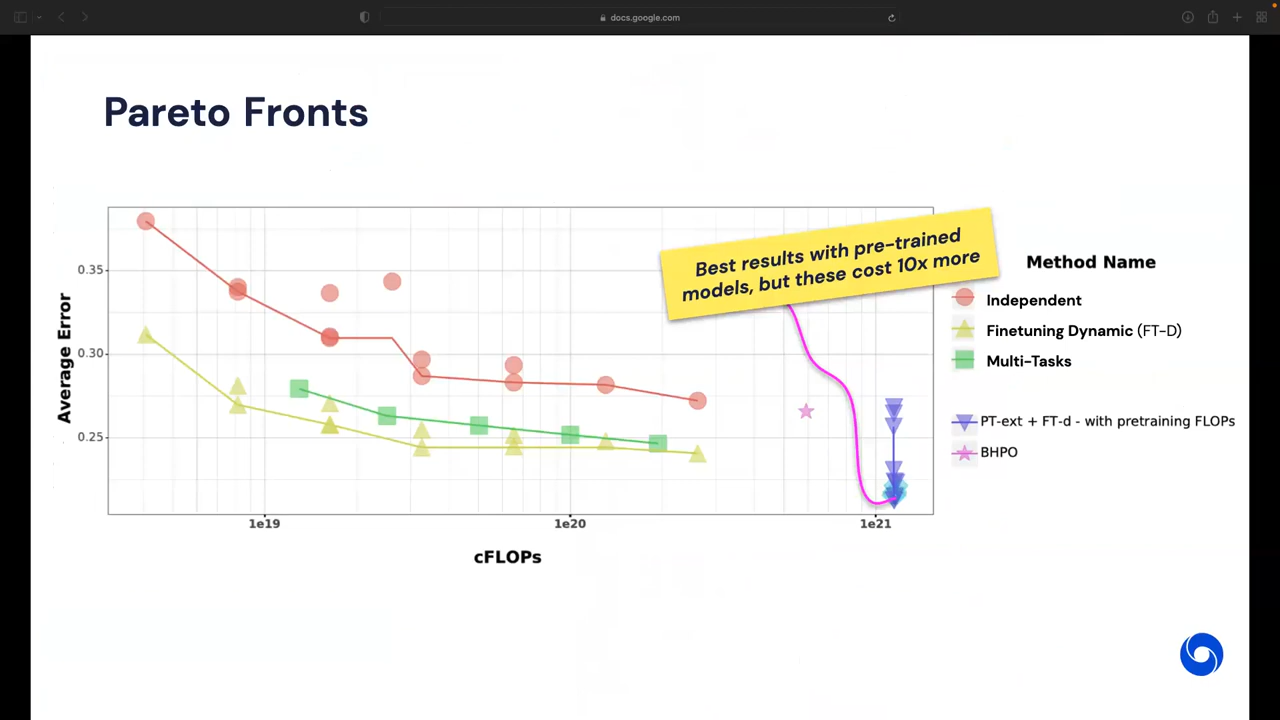 docs.google.com
Pareto Fronts
Best results with pre-trained
models, but these cost 10x more
Method Name
Independent
Finetuning Dynamic (FT-D)
Multi-Tasks
PT-ext + FT-d - with pretraining FLOPs
BHPO
Average Error
0.35
0.30
0.25
1e19
1e20
1e21
cFLOPs